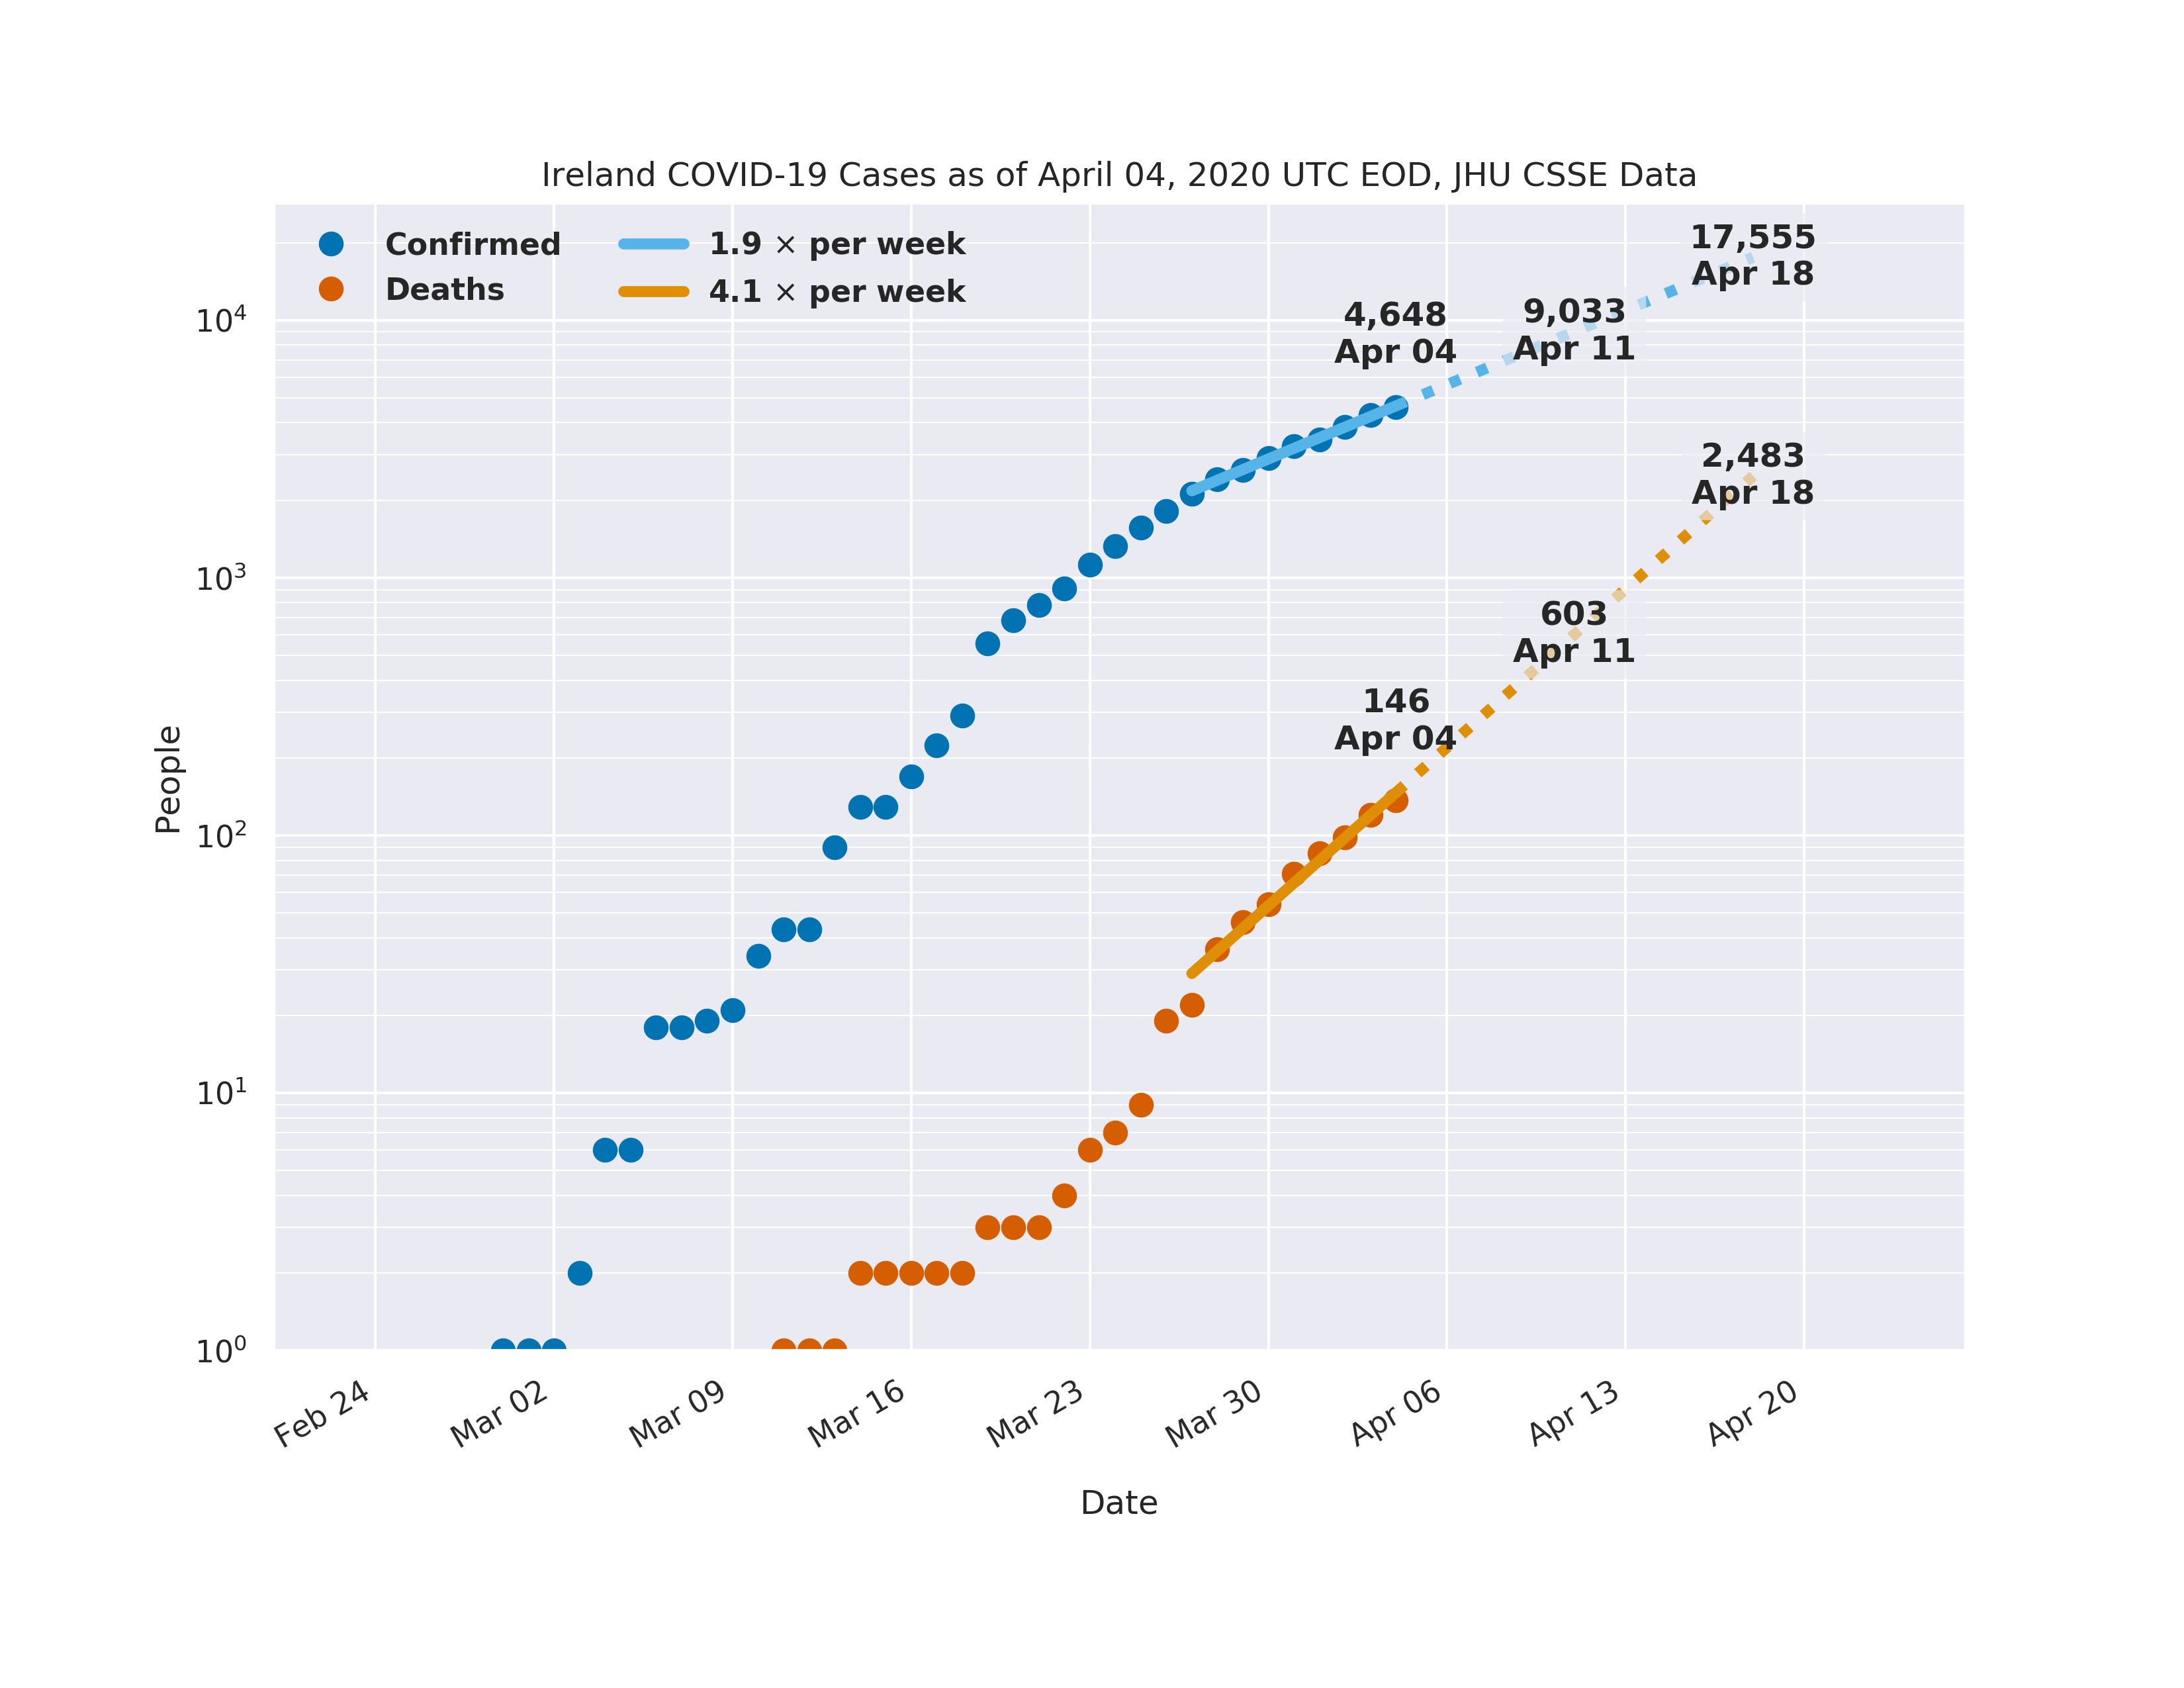 Ireland COVID-19 Cases as of April 04, 2020 UTC EOD, JHU CSSE Data
Confirmed
Deaths
1.9 × per week
4.1 × per week
17,555
Apr 18
4,648
Apr 04
9,033
Apr 11
2,483
Apr 18
603
Apr 11
146
Apr 04
People
10⁴
10³
10²
10¹
10⁰
Feb 24
Mar 02
Mar 09
Mar 16
Mar 23
Mar 30
Apr 06
Apr 13
Apr 20
Date